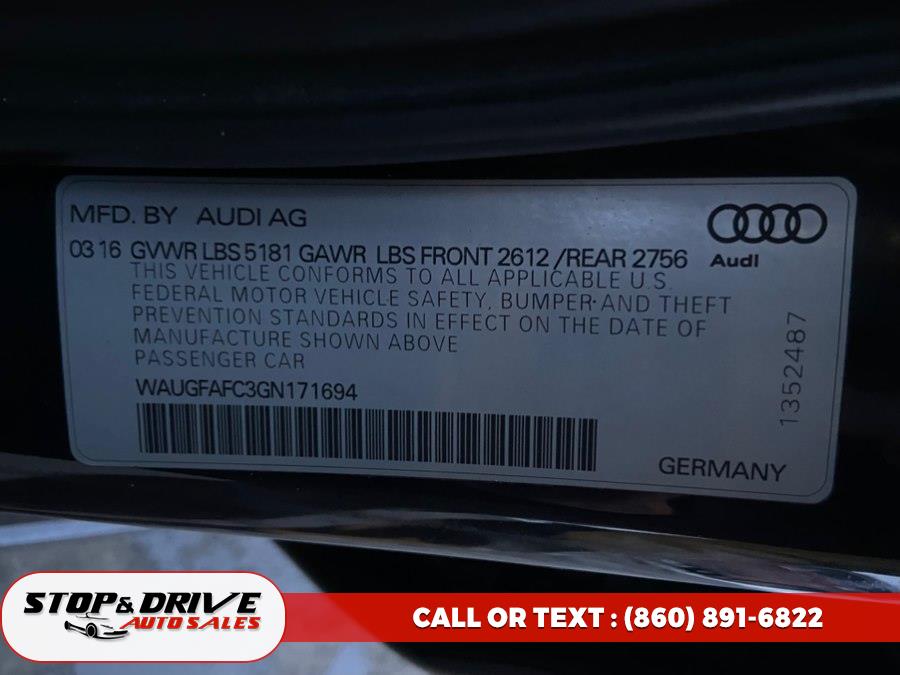 MFD. BY AUDI AG
03 16 GVWR LBS 5181 GAWR LBS FRONT 2612 /REAR 2756
Audi
THIS VEHICLE CONFORMS TO ALL APPLICABLE U.S.
FEDERAL MOTOR VEHICLE SAFETY, BUMPER AND THEFT
PREVENTION STANDARDS IN EFFECT ON THE DATE OF
MANUFACTURE SHOWN ABOVE
PASSENGER CAR
WAUGFAFC3GN171694
1352487
GERMANY
STOP & DRIVE
AUTO SALES
CALL OR TEXT : (860) 891-6822